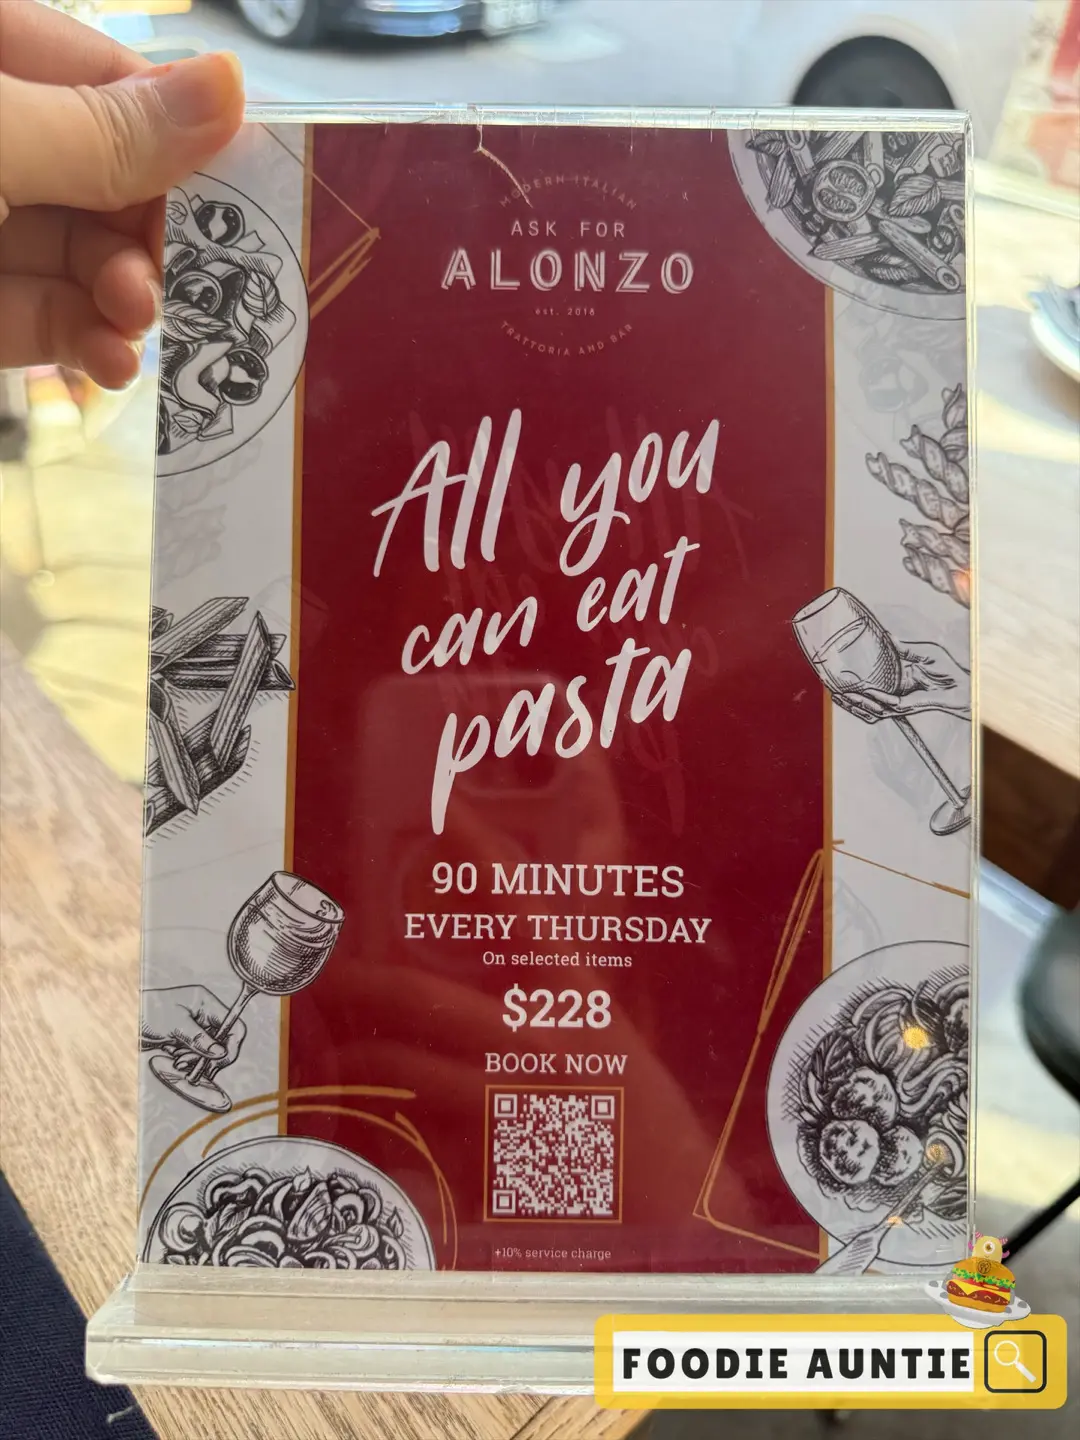 MODERN ITALIAN
ASK FOR
ALONZO
est. 2016
TRATTORIA AND BAR
All you
can eat
pasta
90 MINUTES
EVERY THURSDAY
On selected items
$228
BOOK NOW
+10% service charge
FOODIE AUNTIE